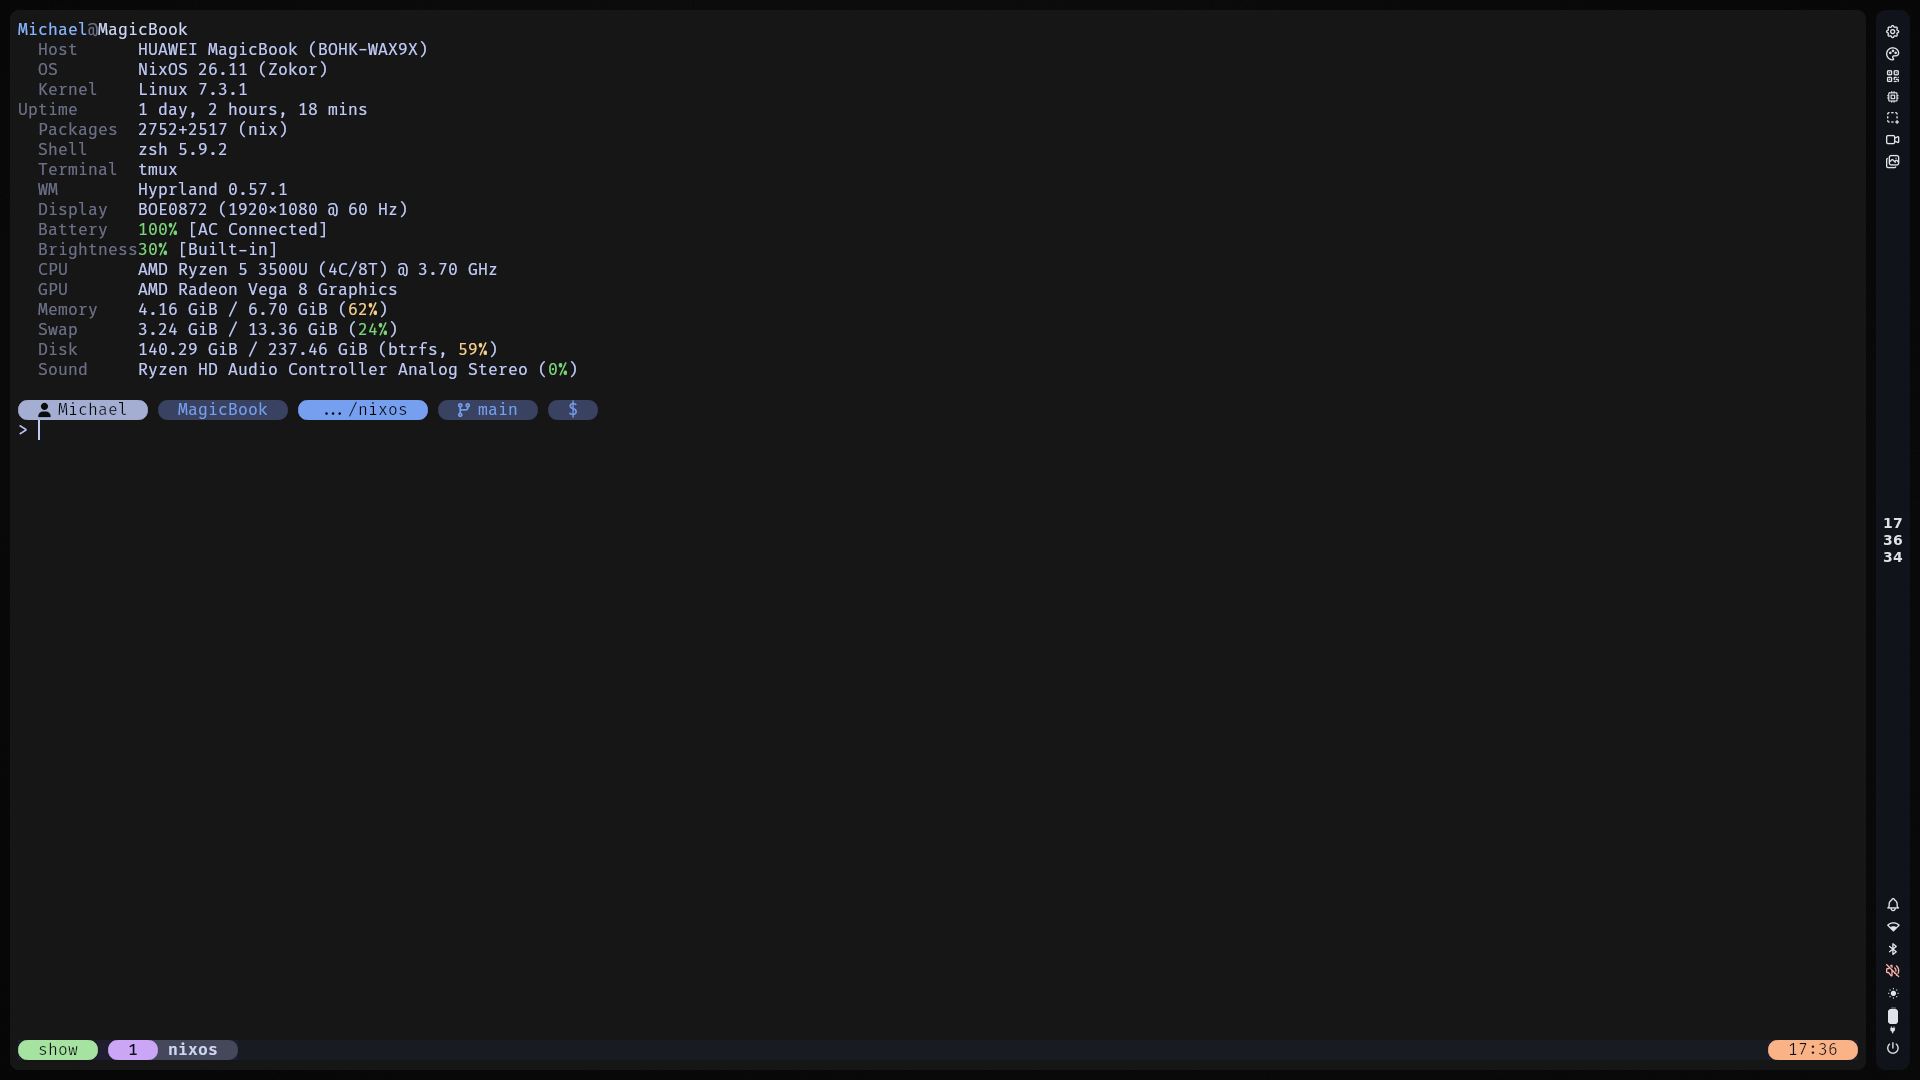 Michael@MagicBook
Host HUAWEI MagicBook (BOHK-WAX9X)
OS NixOS 26.11 (Zokor)
Kernel Linux 7.3.1
Uptime 1 day, 2 hours, 18 mins
Packages 2752+2517 (nix)
Shell zsh 5.9.2
Terminal tmux
WM Hyprland 0.57.1
Display BOE0872 (1920×1080 @ 60 Hz)
Battery 100% [AC Connected]
Brightness30% [Built-in]
CPU AMD Ryzen 5 3500U (4C/8T) @ 3.70 GHz
GPU AMD Radeon Vega 8 Graphics
Memory 4.16 GiB / 6.70 GiB (62%)
Swap 3.24 GiB / 13.36 GiB (24%)
Disk 140.29 GiB / 237.46 GiB (btrfs, 59%)
Sound Ryzen HD Audio Controller Analog Stereo (0%)
Michael MagicBook .../nixos main $
>
17
36
34
show 1 nixos 17:36